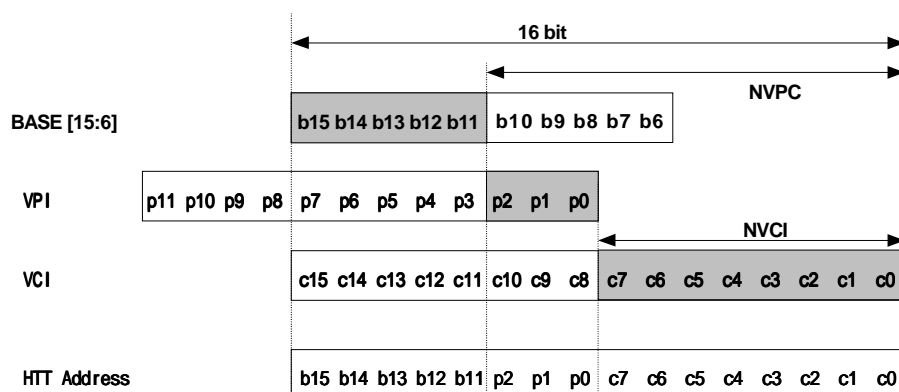 16 bit
NVPC
BASE [15:6] b15 b14 b13 b12 b11 b10 b9 b8 b7 b6
VPI p11 p10 p9 p8 p7 p6 p5 p4 p3 p2 p1 p0
NVCI
VCI c15 c14 c13 c12 c11 c10 c9 c8 c7 c6 c5 c4 c3 c2 c1 c0
HTT Address b15 b14 b13 b12 b11 p2 p1 p0 c7 c6 c5 c4 c3 c2 c1 c0